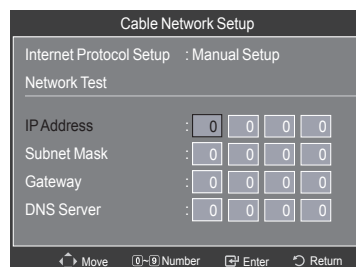 Cable Network Setup
Internet Protocol Setup : Manual Setup
Network Test
IP Address : 0 0 0 0
Subnet Mask : 0 0 0 0
Gateway : 0 0 0 0
DNS Server : 0 0 0 0
Move 0~9 Number Enter Return